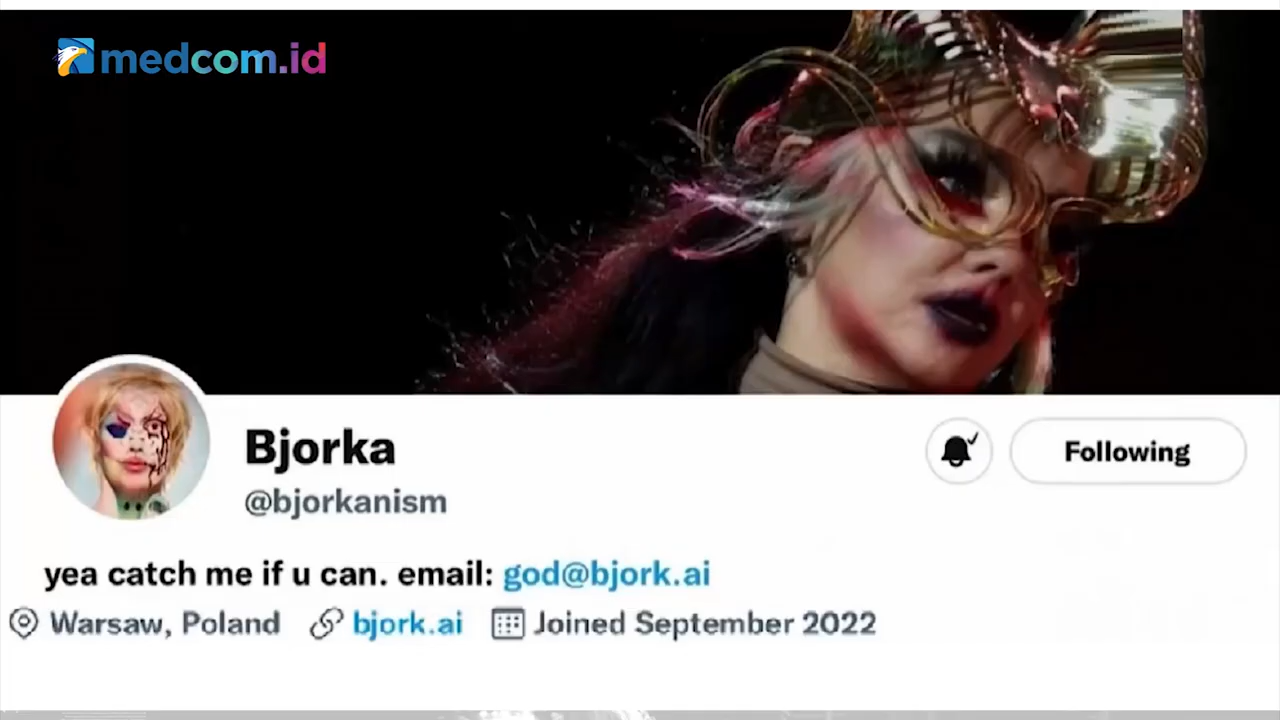 medcom.id
Bjorka
@bjorkanism
Following
yea catch me if u can. email: god@bjork.ai
Warsaw, Poland bjork.ai Joined September 2022